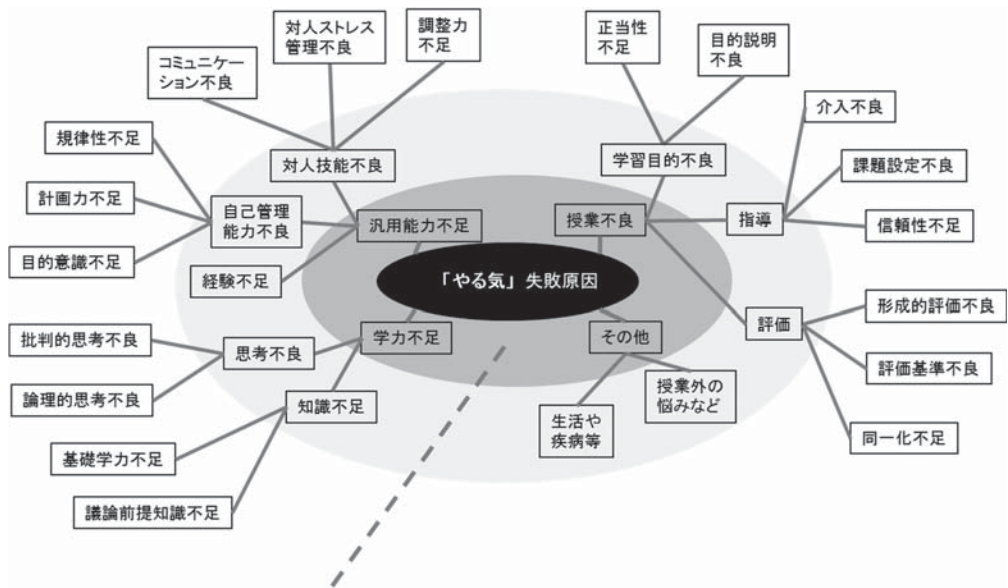 対人ストレス
管理不良
調整力
不足
コミュニケー
ション不良
規律性不足
計画力不足
目的意識不足
対人技能不良
自己管理
能力不良
経験不足
汎用能力不足
正当性
不足
目的説明
不良
学習目的不良
介入不良
課題設定不良
信頼性不足
指導
授業不良
「やる気」失敗原因
学力不足
思考不良
批判的思考不良
論理的思考不良
知識不足
基礎学力不足
議論前提知識不足
その他
生活や
疾病等
授業外の
悩みなど
評価
形成的評価不良
評価基準不良
同一化不足